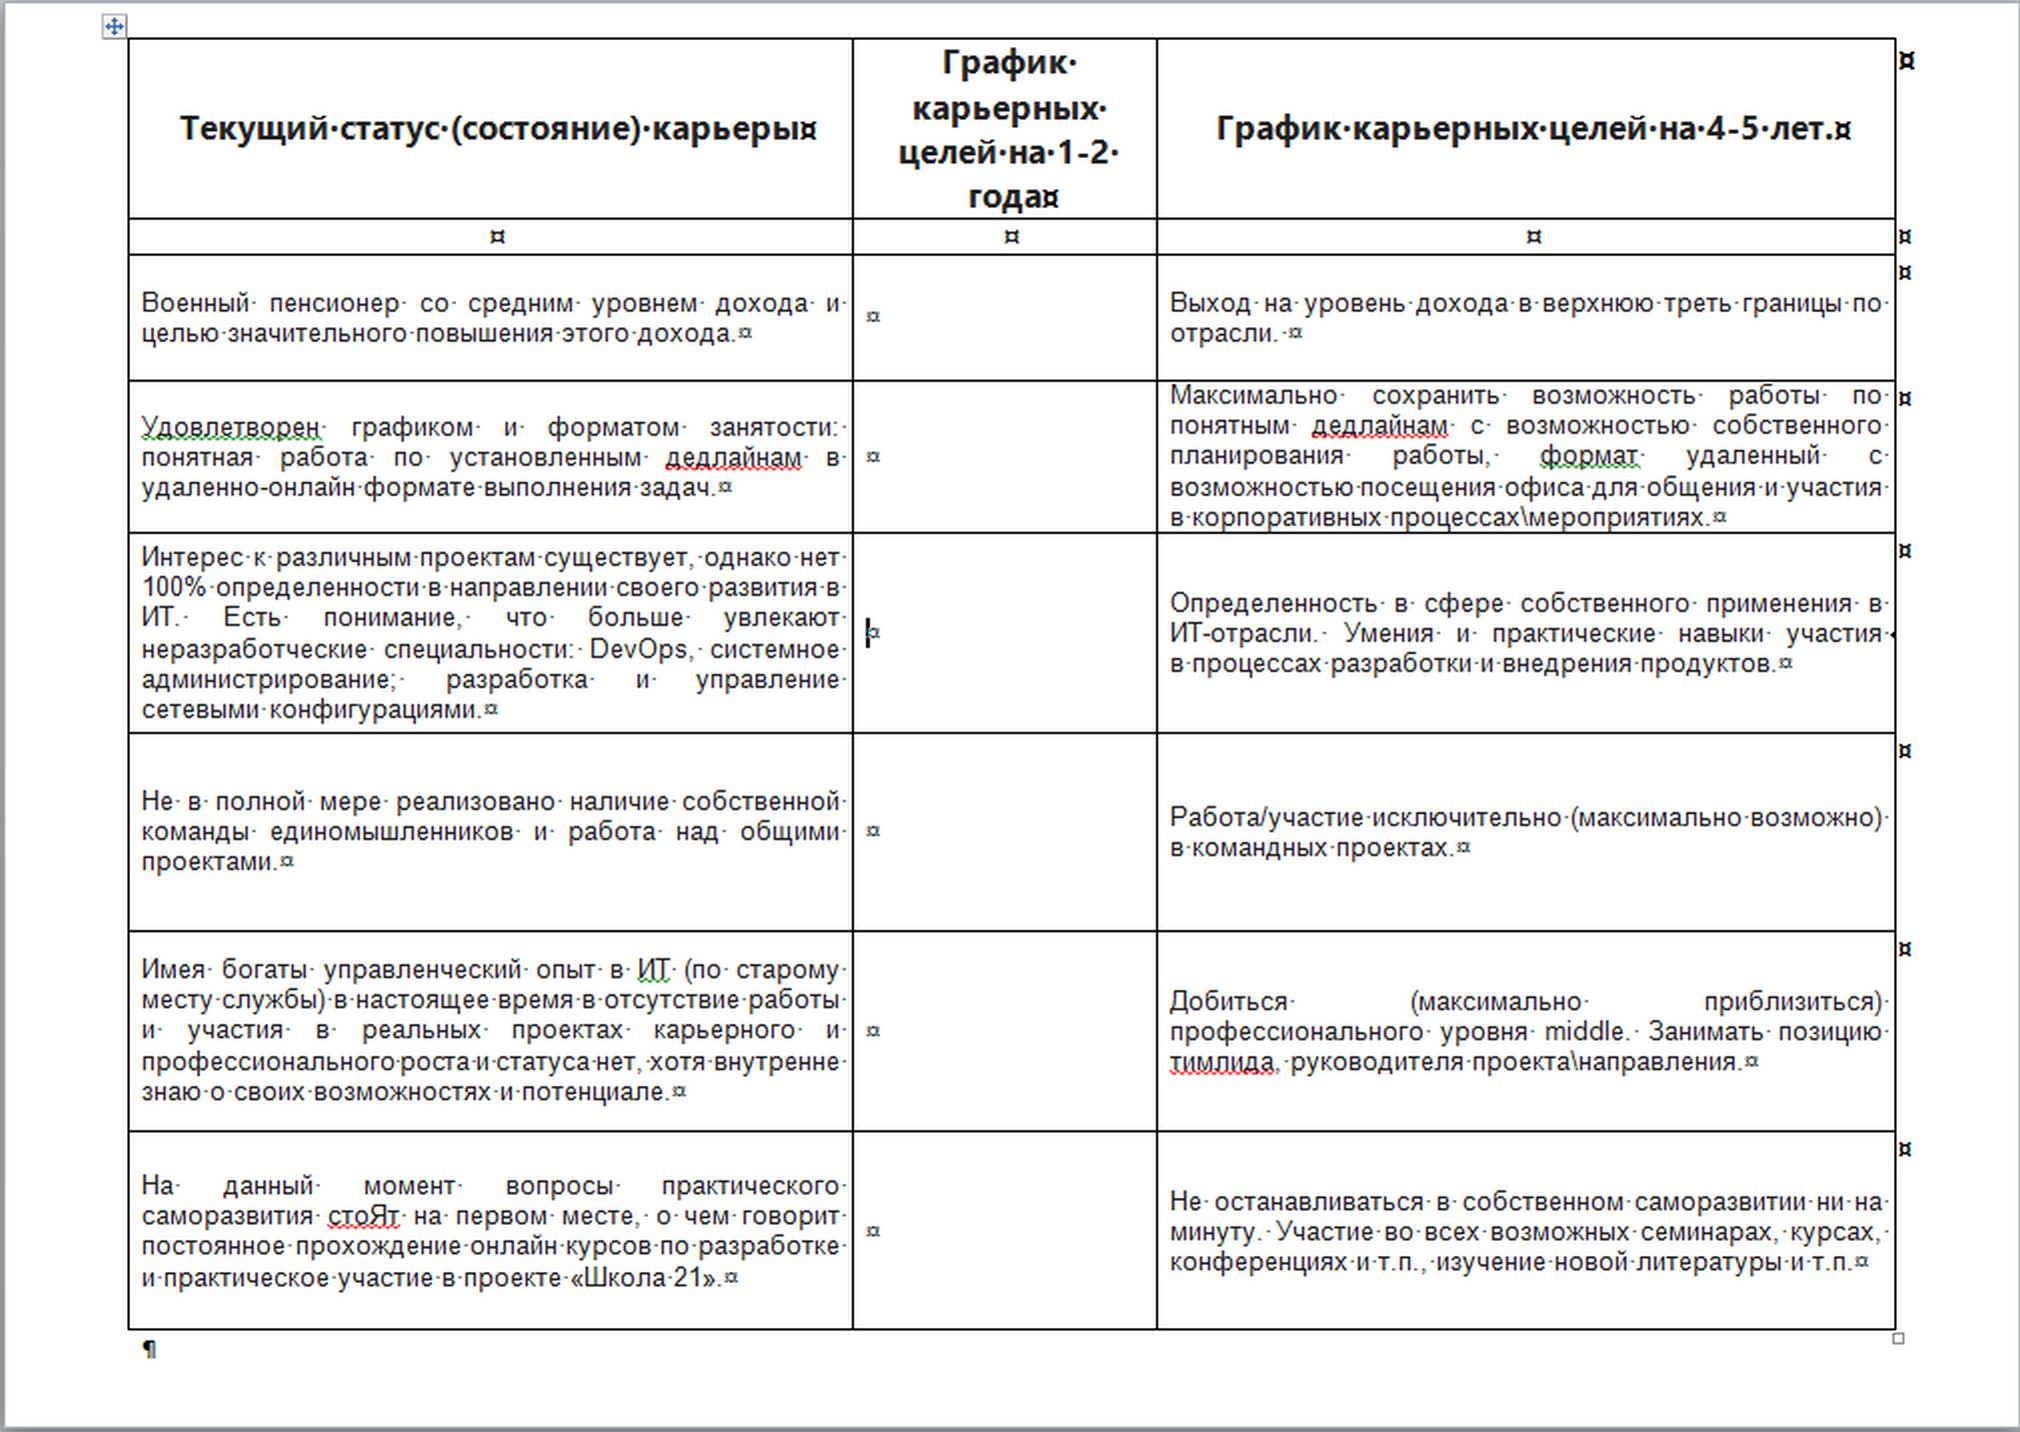 Текущий статус (состояние) карьеры
График
карьерных
целей на 1-2
года
График карьерных целей на 4-5 лет.
Военный пенсионер со средним уровнем дохода и
целью значительного повышения этого дохода.
Выход на уровень дохода в верхнюю треть границы по
отрасли.
Удовлетворен графиком и форматом занятости:
понятная работа по установленным дедлайнам в
удаленно-онлайн формате выполнения задач.
Максимально сохранить возможность работы по
понятным дедлайнам с возможностью собственного
планирования работы, формат удаленный с
возможностью посещения офиса для общения и участия
в корпоративных процессах\мероприятиях.
Интерес к различным проектам существует, однако нет
100% определенности в направлении своего развития в
ИТ. Есть понимание, что больше увлекают
неразработческие специальности: DevOps, системное
администрирование; разработка и управление
сетевыми конфигурациями.
Определенность в сфере собственного применения в
ИТ-отрасли. Умения и практические навыки участия
в процессах разработки и внедрения продуктов.
Не в полной мере реализовано наличие собственной
команды единомышленников и работа над общими
проектами.
Работа/участие исключительно (максимально возможно)
в командных проектах.
Имея богаты управленческий опыт в ИТ (по старому
месту службы) в настоящее время в отсутствие работы
и участия в реальных проектах карьерного и
профессионального роста и статуса нет, хотя внутренне
знаю о своих возможностях и потенциале.
Добиться (максимально приблизиться)
профессионального уровня middle. Занимать позицию
тимлида, руководителя проекта\направления.
На данный момент вопросы практического
саморазвития стоЯт на первом месте, о чем говорит
постоянное прохождение онлайн курсов по разработке
и практическое участие в проекте «Школа 21».
Не останавливаться в собственном саморазвитии ни на
минуту. Участие во всех возможных семинарах, курсах,
конференциях и т.п., изучение новой литературы и т.п.